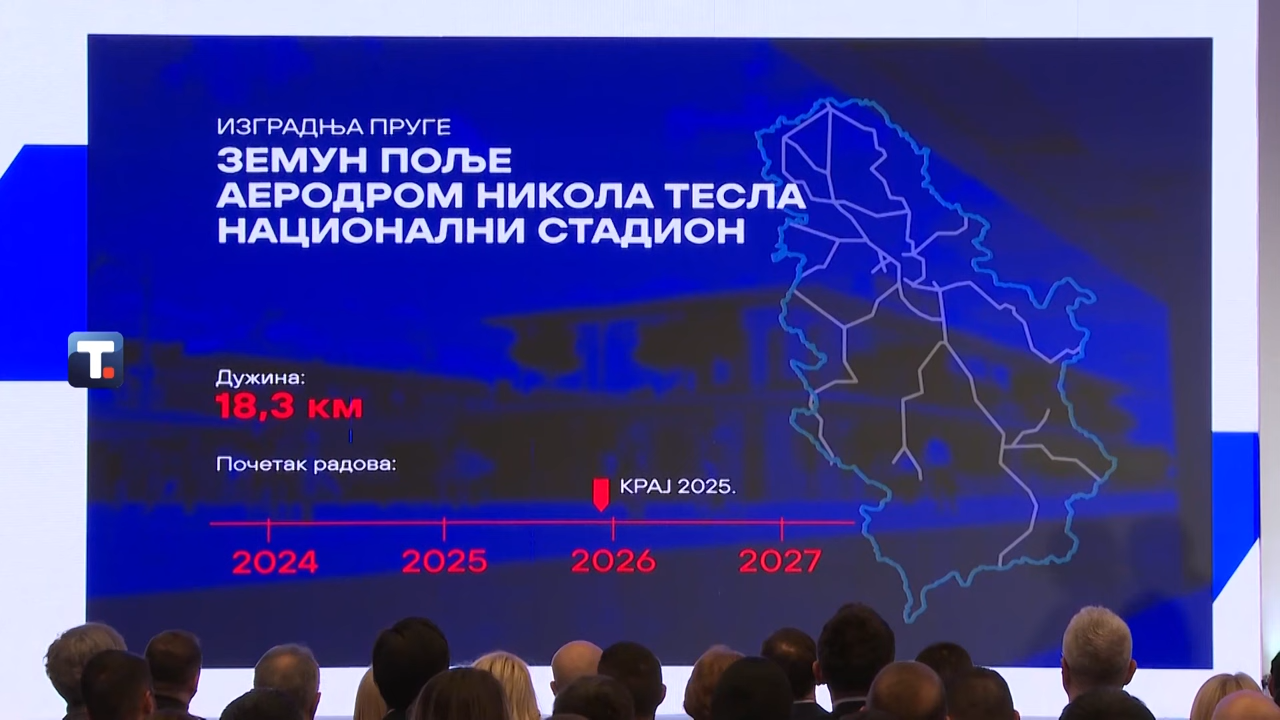 ИЗГРАДЊА ПРУГЕ
ЗЕМУН ПОЉЕ
АЕРОДРОМ НИКОЛА ТЕСЛА
НАЦИОНАЛНИ СТАДИОН
Т.
Дужина:
18,3 км
Почетак радова:
КРАЈ 2025.
2024 2025 2026 2027